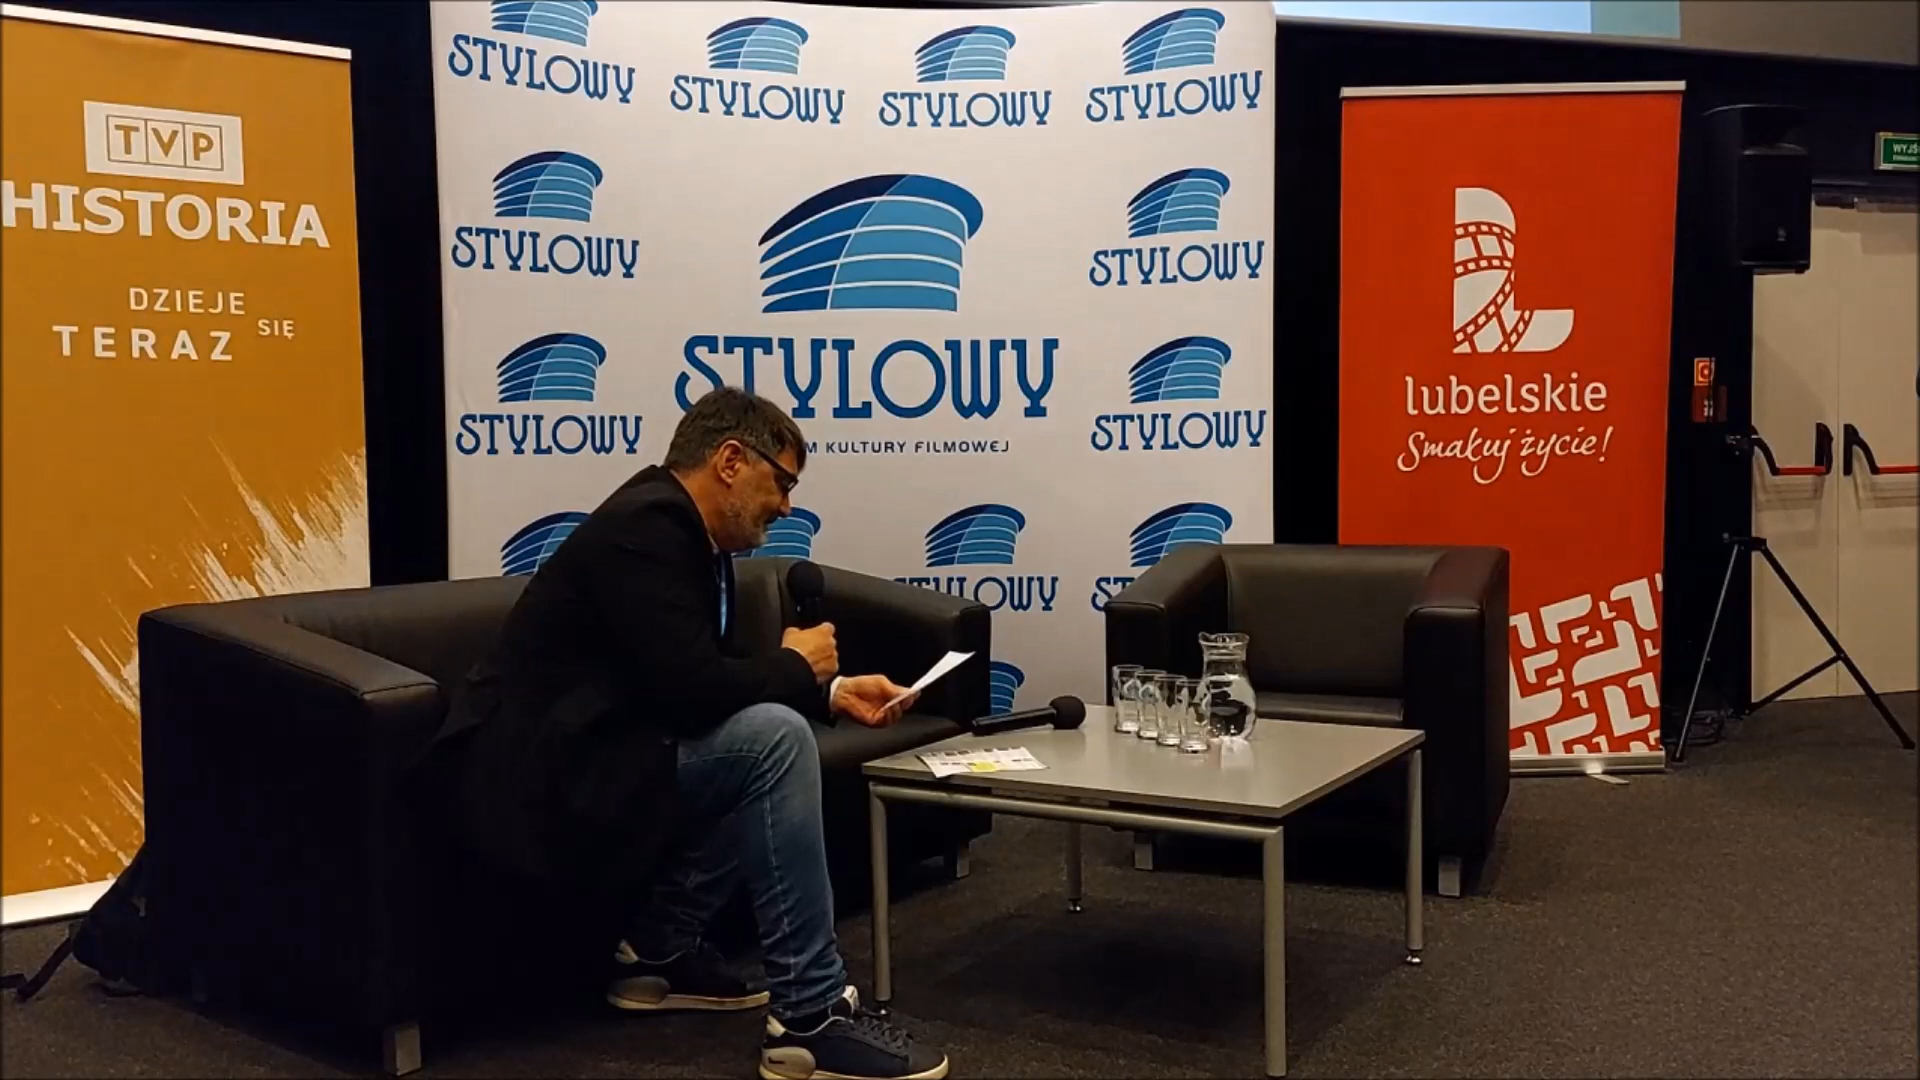 TVP
HISTORIA
DZIEJE
TERAZ SIĘ
STYLOWY
STYLOWY
STYLOWY
STYLOWY
STYLOWY
STYLOWY
STYLOWY
STYLOWY
STYLOWY
KULTURY FILMOWEJ
STYLOWY
lubelskie
Smakuj życie!